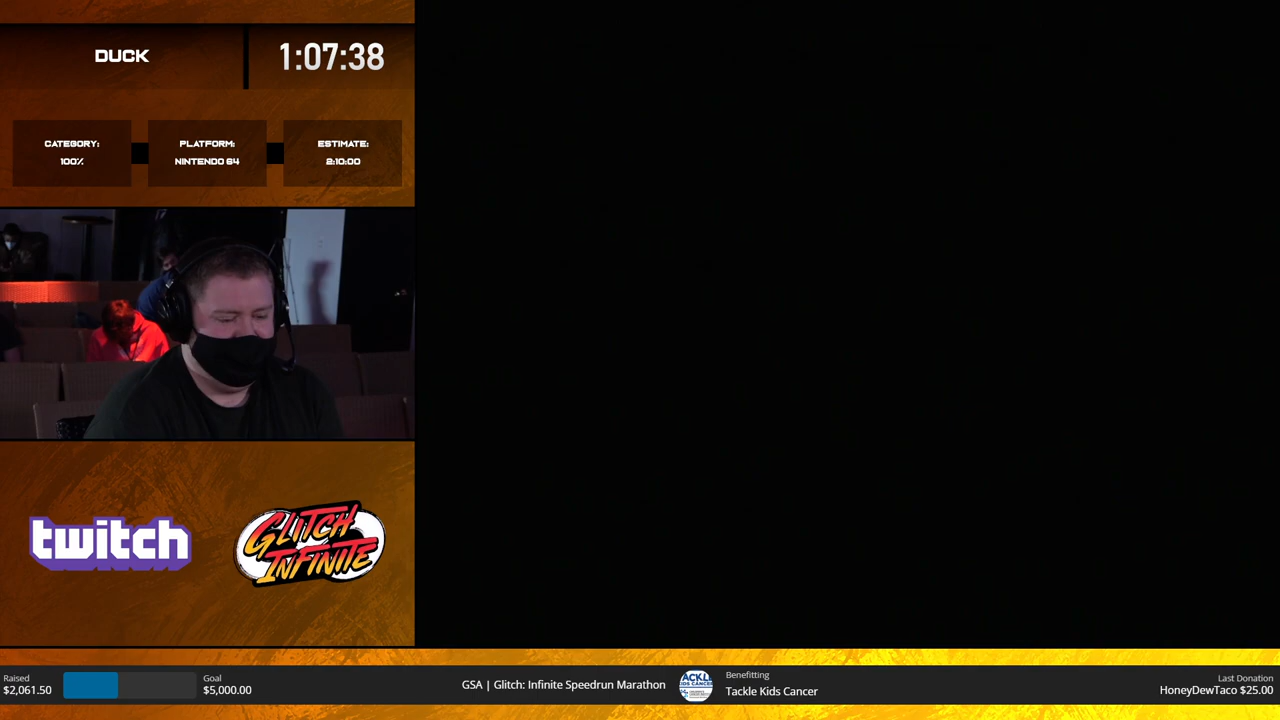 DUCK
1:07:38
CATEGORY:
100%
PLATFORM:
NINTENDO 64
ESTIMATE:
2:10:00
twitch
GLITCH
INFINITE
Raised
$2,061.50
Goal
$5,000.00
GSA | Glitch: Infinite Speedrun Marathon
Benefitting
Tackle Kids Cancer
Last Donation
HoneyDewTaco $25.00